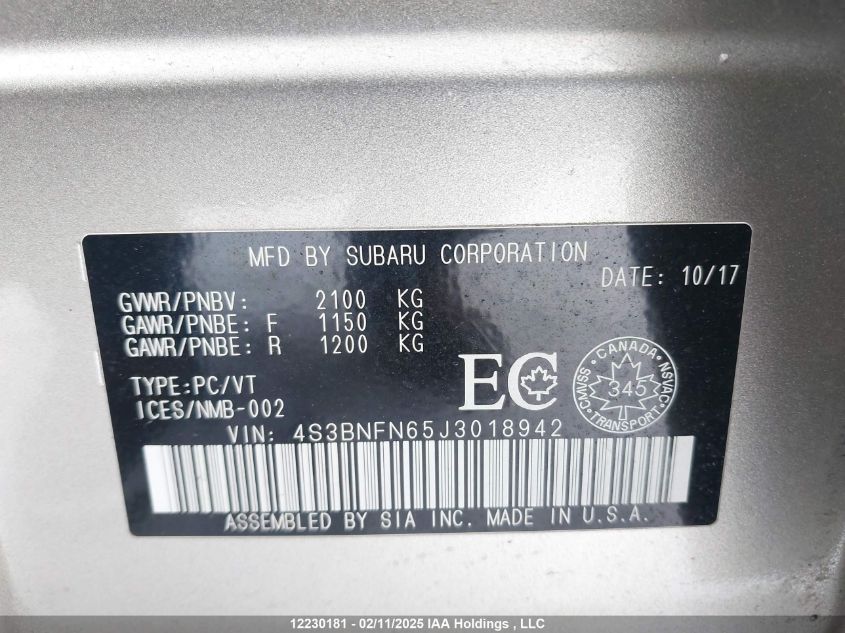 MFD BY SUBARU CORPORATION
DATE: 10/17
GVWR/PNBV: 2100 KG
GAWR/PNBE: F 1150 KG
GAWR/PNBE: R 1200 KG
TYPE:PC/VT
ICES/NMB-002
EC
CANADA
CMVSS 345 NSVAC
TRANSPORT
VIN: 4S3BNFN65J3018942
ASSEMBLED BY SIA INC. MADE IN U.S.A.
12230181 - 02/11/2025 IAA Holdings , LLC